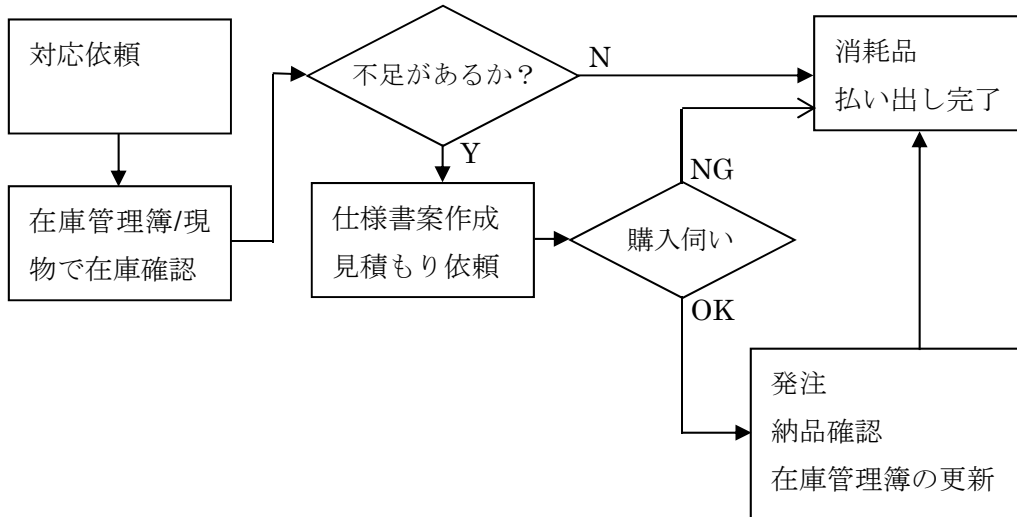 対応依頼
在庫管理簿/現
物で在庫確認
不足があるか？
N
Y
仕様書案作成
見積もり依頼
購入伺い
NG
OK
消耗品
払い出し完了
発注
納品確認
在庫管理簿の更新